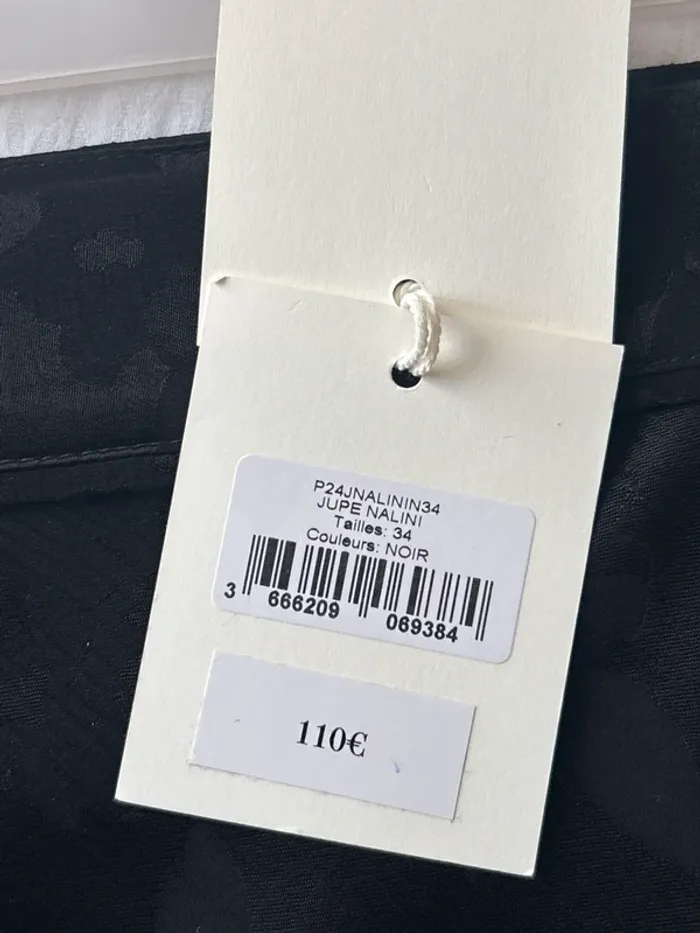 P24JNALININ34
JUPE NALINI
Tailles: 34
Couleurs: NOIR
3 666209 069384
110€